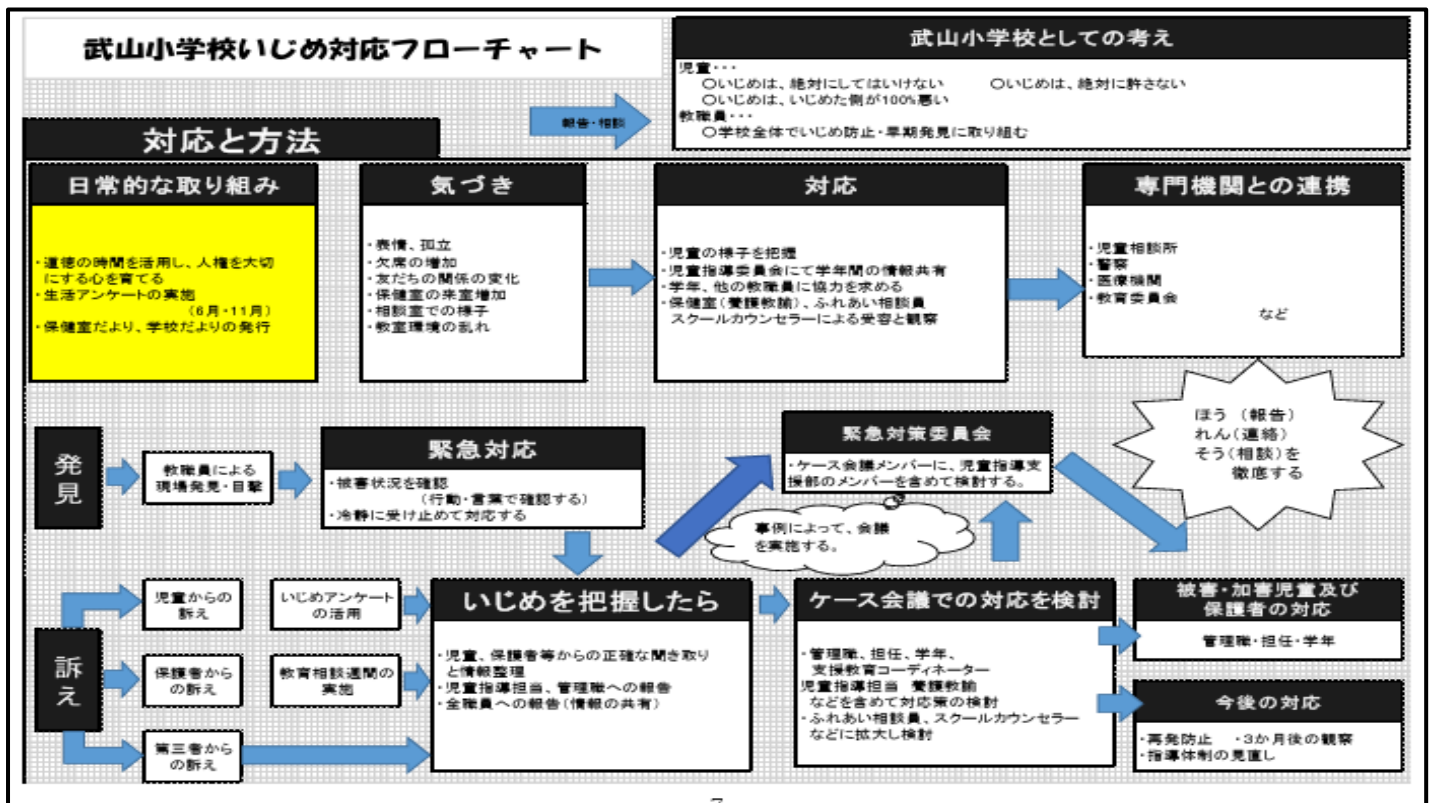 武山小学校いじめ対応フローチャート
武山小学校としての考え
児童・・・
○いじめは、絶対にしてはいけない　　○いじめは、絶対に許さない
○いじめは、いじめた側が100%悪い
教職員・・・
○学校全体でいじめ防止・早期発見に取り組む
報告・相談
対応と方法
日常的な取り組み
・道徳の時間を活用し、人権を大切
にする心を育てる
・生活アンケートの実施
（6月・11月）
・保健室だより、学校だよりの発行
気づき
・表情、孤立
・欠席の増加
・友だちの関係の変化
・保健室の来室増加
・相談室での様子
・教室環境の乱れ
対応
・児童の様子を把握
・児童指導委員会にて学年間の情報共有
・学年、他の教職員に協力を求める
・保健室（養護教諭）、ふれあい相談員
スクールカウンセラーによる受容と観察
専門機関との連携
・児童相談所
・警察
・医療機関
・教育委員会
など
ほう　（報告）
れん（連絡）
そう（相談）を
徹底する
発見
教職員による
現場発見・目撃
緊急対応
・被害状況を確認
（行動・言葉で確認する）
・冷静に受け止めて対応する
緊急対策委員会
・ケース会議メンバーに、児童指導支
援部のメンバーを含めて検討する。
事例によって、会議
を実施する。
訴え
児童からの
訴え
保護者から
の訴え
第三者から
の訴え
いじめアンケート
の活用
教育相談週間の
実施
いじめを把握したら
・児童、保護者等からの正確な聞き取り
と情報整理
・児童指導担当、管理職への報告
・全職員への報告（情報の共有）
ケース会議での対応を検討
・管理職、担任、学年、
支援教育コーディネーター
児童指導担当　養護教諭
などを含めて対応策の検討
・ふれあい相談員、スクールカウンセラー
などに拡大し検討
被害・加害児童及び
保護者の対応
管理職・担任・学年
今後の対応
・再発防止　・3か月後の観察
・指導体制の見直し